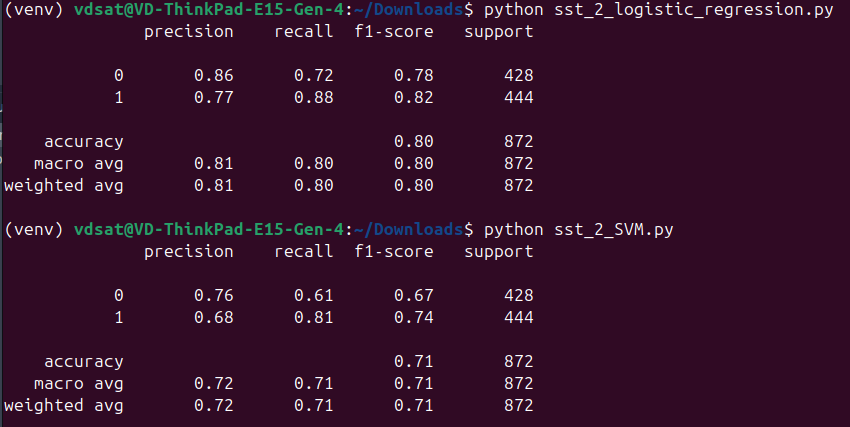 (venv) vdsat@VD-ThinkPad-E15-Gen-4:~/Downloads$ python sst_2_logistic_regression.py
              precision    recall  f1-score   support

           0       0.86      0.72      0.78       428
           1       0.77      0.88      0.82       444

    accuracy                           0.80       872
   macro avg       0.81      0.80      0.80       872
weighted avg       0.81      0.80      0.80       872

(venv) vdsat@VD-ThinkPad-E15-Gen-4:~/Downloads$ python sst_2_SVM.py
              precision    recall  f1-score   support

           0       0.76      0.61      0.67       428
           1       0.68      0.81      0.74       444

    accuracy                           0.71       872
   macro avg       0.72      0.71      0.71       872
weighted avg       0.72      0.71      0.71       872